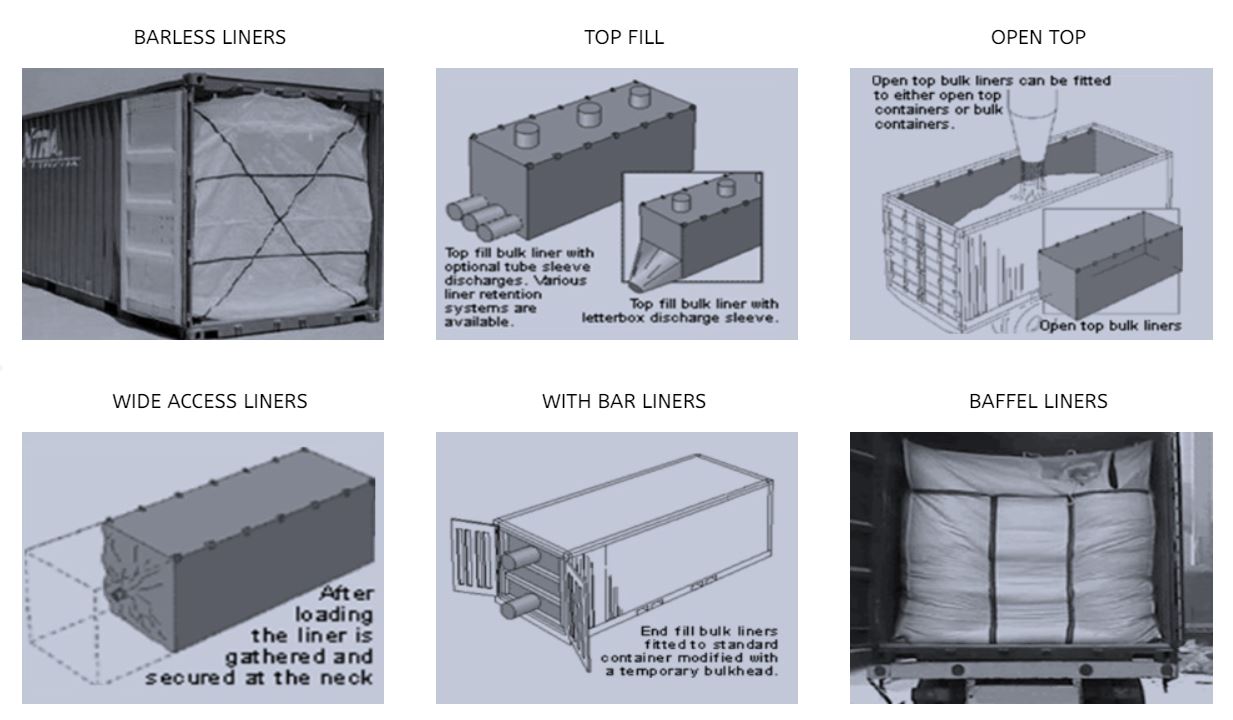 BARLESS LINERS
TOP FILL
OPEN TOP
Top fill bulk liner with
optional tube sleeve
discharges. Various
liner retention
systems are
available.
Top fill bulk liner with
letterbox discharge sleeve.
Open top bulk liners can be fitted
to either open top
containers or bulk
containers.
Open top bulk liners
WIDE ACCESS LINERS
WITH BAR LINERS
BAFFEL LINERS
After
loading
the liner is
gathered and
secured at the neck
End fill bulk liners
fitted to standard
container modified with
a temporary bulkhead.